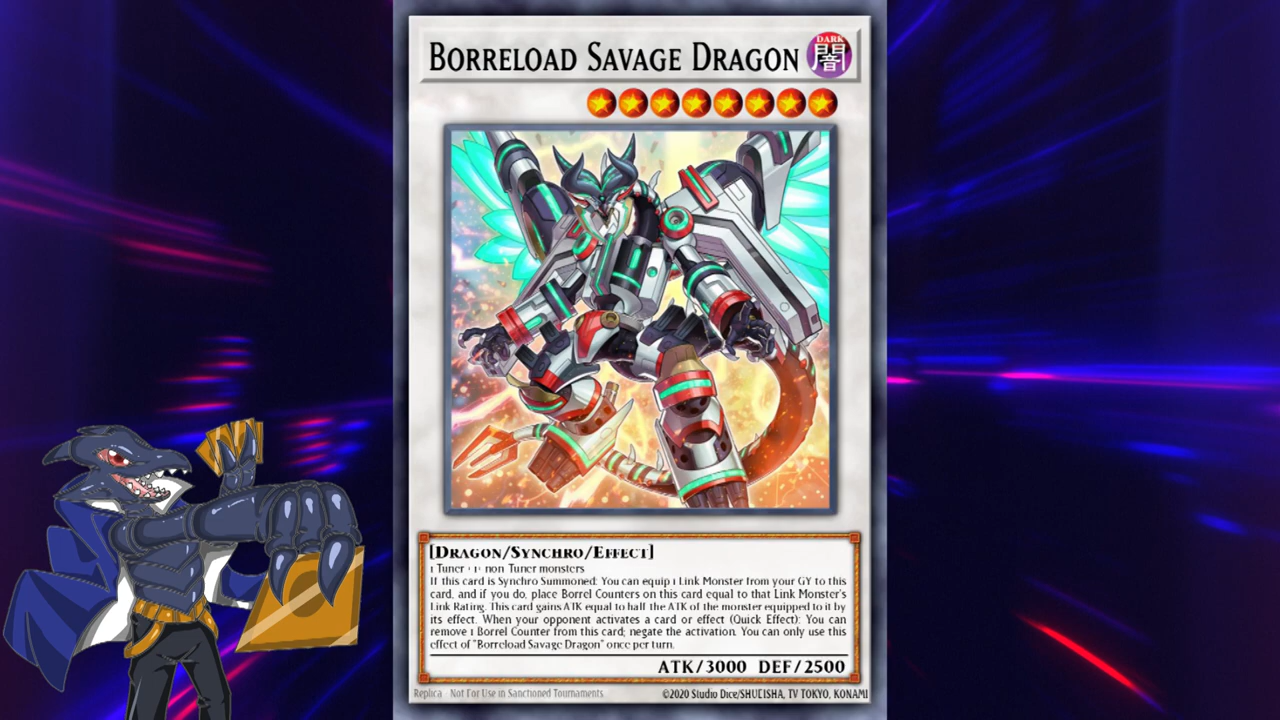 BORRELOAD SAVAGE DRAGON
DARK
闇
[DRAGON/SYNCHRO/EFFECT]
1 Tuner + 1+ non-Tuner monsters
If this card is Synchro Summoned: You can equip 1 Link Monster from your GY to this
card, and if you do, place Borrel Counters on this card equal to that Link Monster's
Link Rating. This card gains ATK equal to half the ATK of the monster equipped to it by
its effect. When your opponent activates a card or effect (Quick Effect): You can
remove 1 Borrel Counter from this card; negate the activation. You can only use this
effect of "Borreload Savage Dragon" once per turn.
ATK/3000 DEF/2500
Replica Not For Use in Sanctioned Tournaments
©2020 Studio Dice/SHUEISHA, TV TOKYO, KONAMI